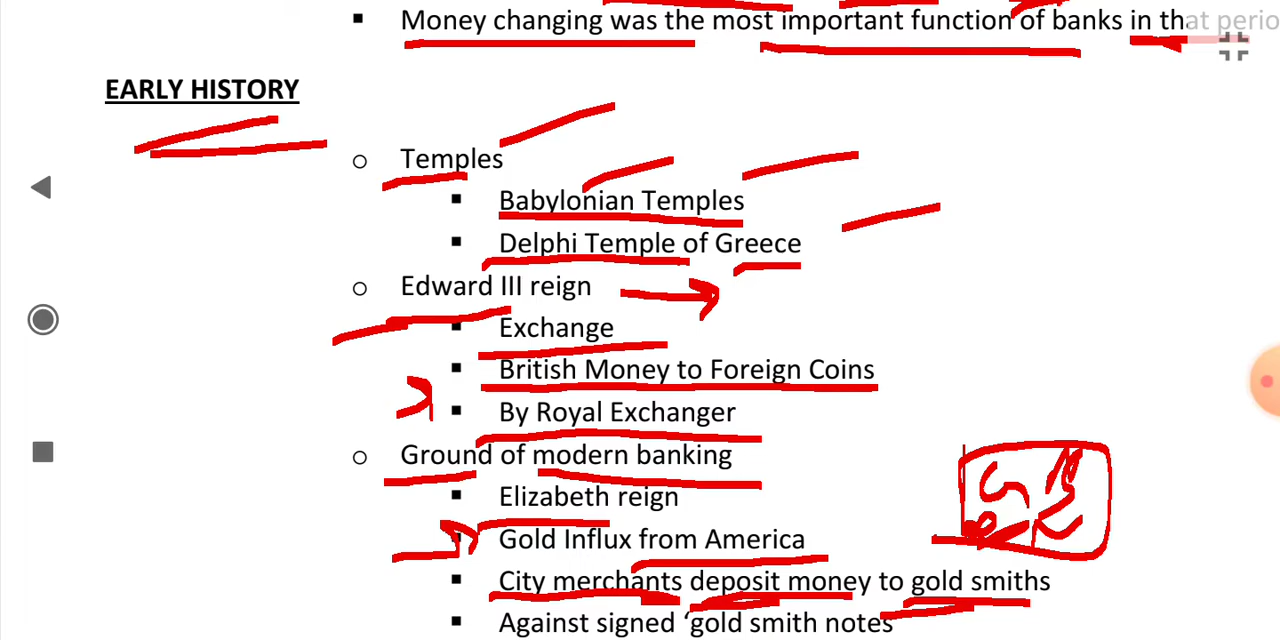 ▪ Money changing was the most important function of banks in that perio
EARLY HISTORY
o Temples
▪ Babylonian Temples
▪ Delphi Temple of Greece
o Edward III reign
▪ Exchange
▪ British Money to Foreign Coins
▪ By Royal Exchanger
o Ground of modern banking
▪ Elizabeth reign
▪ Gold Influx from America
▪ City merchants deposit money to gold smiths
▪ Against signed ‘gold smith notes